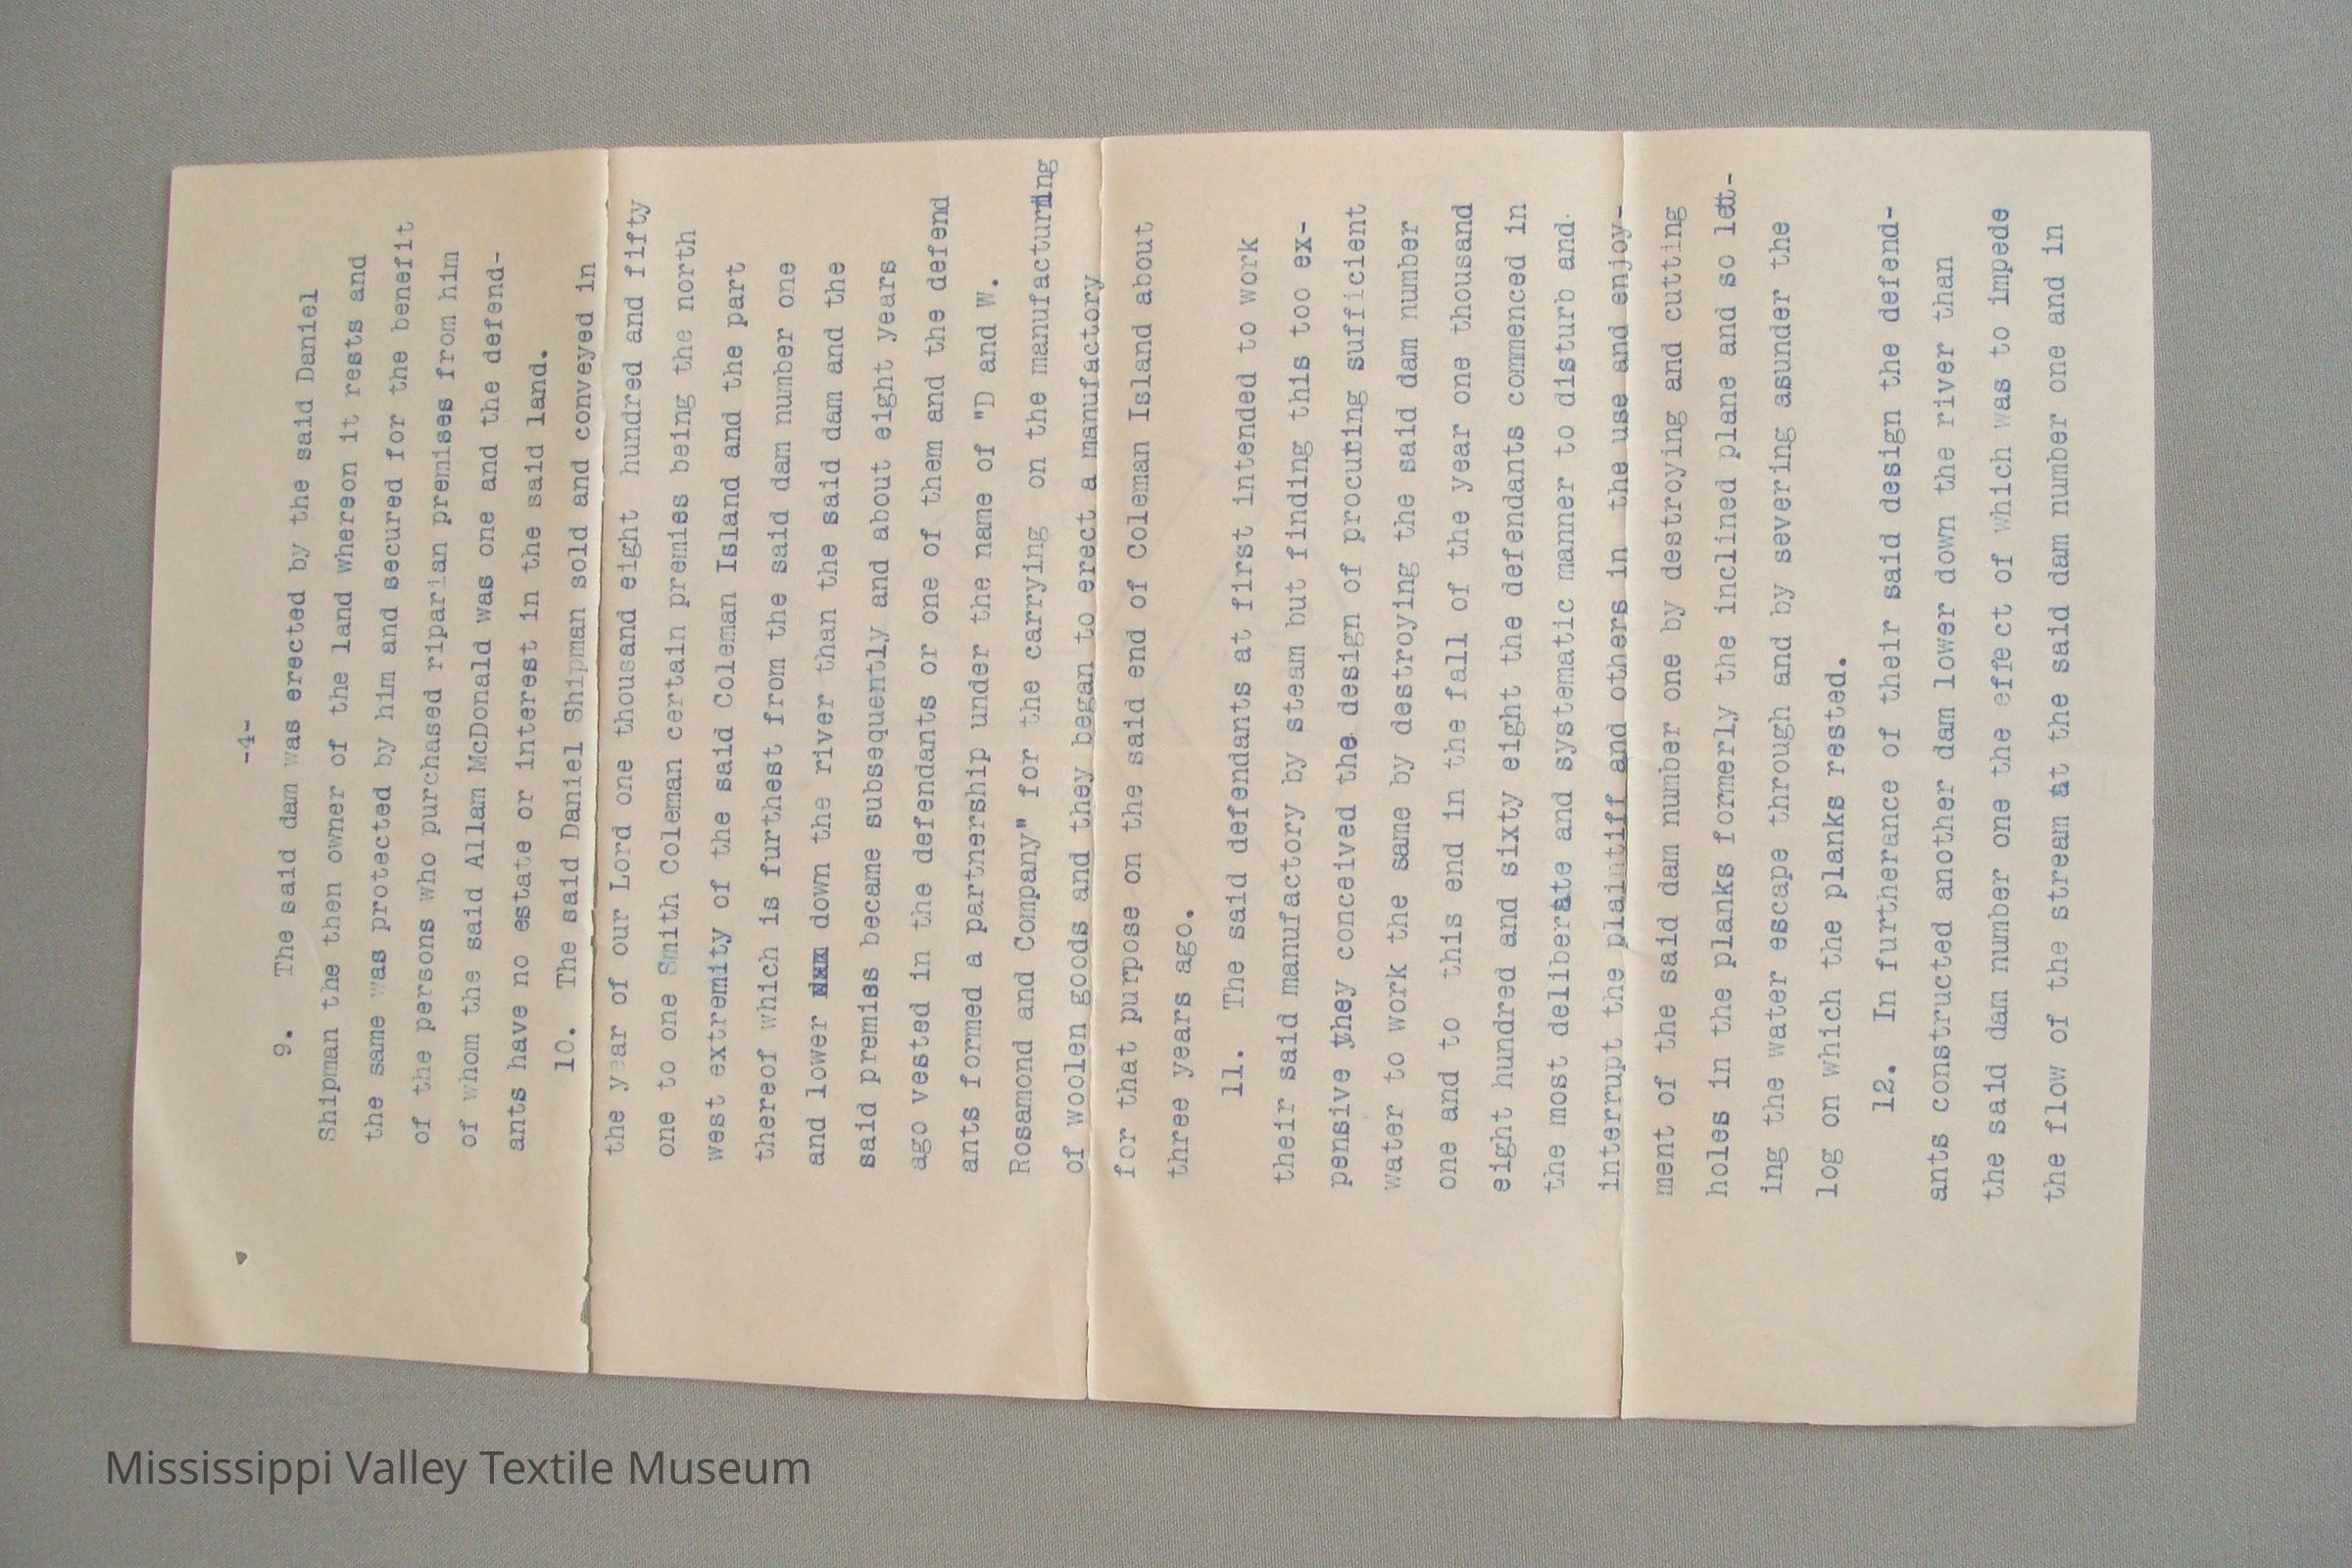 -4-
9. The said dam was erected by the said Daniel
Shipman the then owner of the land whereon it rests and
the same was protected by him and secured for the benefit
of the persons who purchased riparian premises from him
of whom the said Allam McDonald was one and the defend-
ants have no estate or interest in the said land.
10. The said Daniel Shipman sold and conveyed in
the year of our Lord one thousand eight hundred and fifty
one to one Smith Coleman certain premises being the north
west extremity of the said Coleman Island and the part
thereof which is furthest from the said dam number one
and lower down the river than the said dam and the
said premises became subsequently and about eight years
ago vested in the defendants or one of them and the defend
ants formed a partnership under the name of "D and W.
Rosamond and Company" for the carrying on the manufacturing
of woolen goods and they began to erect a manufactory
for that purpose on the said end of Coleman Island about
three years ago.
11. The said defendants at first intended to work
their said manufactory by steam but finding this too ex-
pensive they conceived the design of procuring sufficient
water to work the same by destroying the said dam number
one and to this end in the fall of the year one thousand
eight hundred and sixty eight the defendants commenced in
the most deliberate and systematic manner to disturb and
interrupt the plaintiff and others in the use and enjoy-
ment of the said dam number one by destroying and cutting
holes in the planks formerly the inclined plane and so lett-
ing the water escape through and by severing asunder the
log on which the planks rested.
12. In furtherance of their said design the defend-
ants constructed another dam lower down the river than
the said dam number one the effect of which was to impede
the flow of the stream at the said dam number one and in
Mississippi Valley Textile Museum